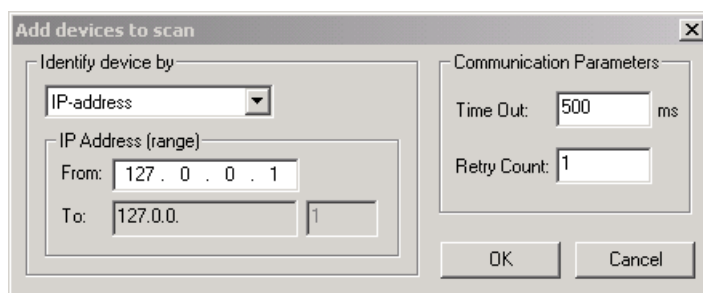 Add devices to scan
Identify device by
IP-address
IP Address (range)
From: 127 . 0 . 0 . 1
To: 127.0.0. 1
Communication Parameters
Time Out: 500 ms
Retry Count: 1
OK Cancel